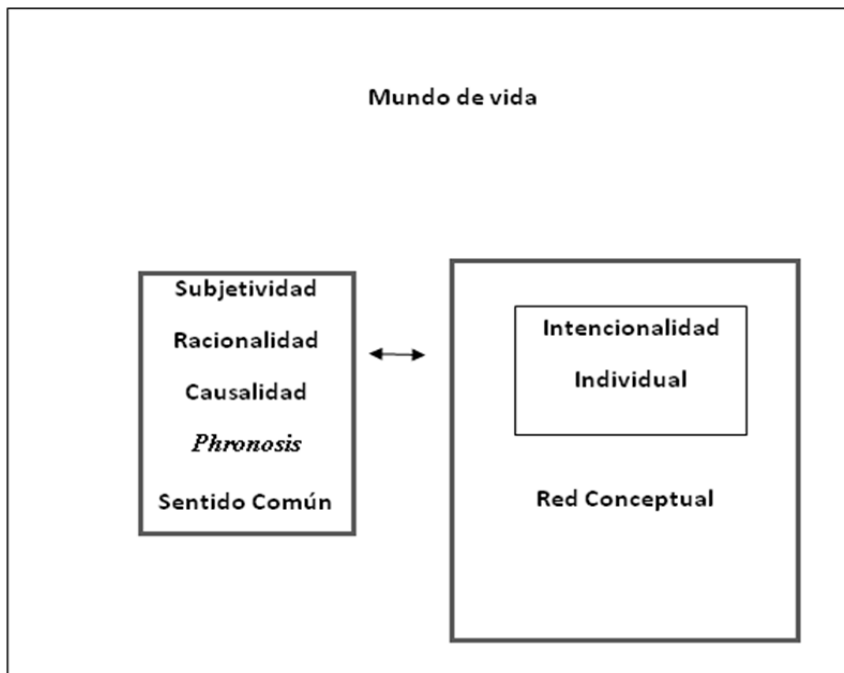 Mundo de vida
Subjetividad
Racionalidad
Causalidad
Phronosis
Sentido Común
Intencionalidad
Individual
Red Conceptual